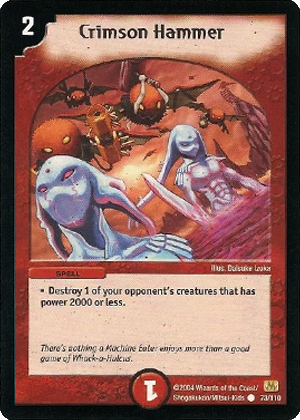 2
Crimson Hammer
Illus. Daisuke Izuka
SPELL
▪ Destroy 1 of your opponent's creatures that has
power 2000 or less.
There's nothing a Machine Eater enjoys more than a good
game of Whack-a-Hulcus.
©2004 Wizards of the Coast/
Shogakukan/Mitsui-Kids
73/110
1